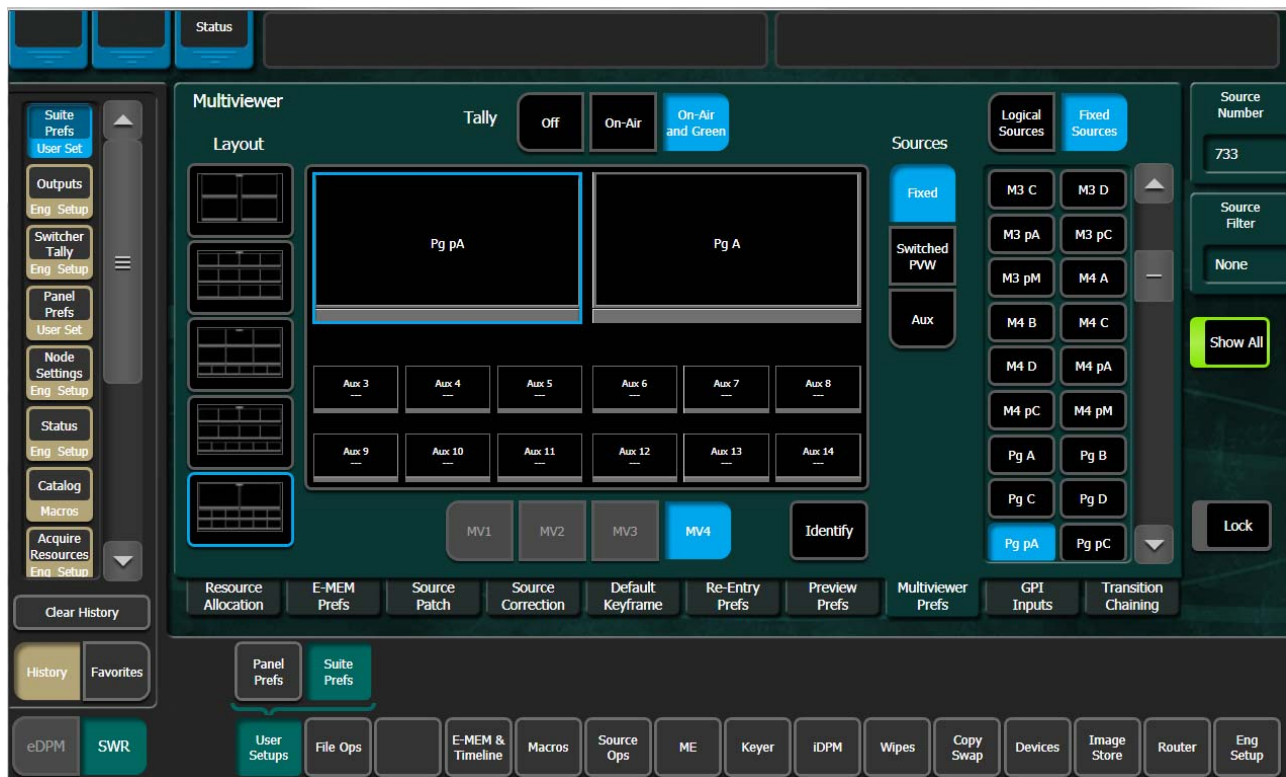 Status
Suite
Prefs
User Set
Outputs
Eng Setup
Switcher
Tally
Eng Setup
Panel
Prefs
User Set
Node
Settings
Eng Setup
Status
Eng Setup
Catalog
Macros
Acquire
Resources
Eng Setup
Clear History
History
Favorites
Multiviewer
Layout
Tally
Off
On-Air
On-Air
and Green
Pg pA
Pg A
Aux 3
---
Aux 4
---
Aux 5
---
Aux 6
---
Aux 7
---
Aux 8
---
Aux 9
---
Aux 10
---
Aux 11
---
Aux 12
---
Aux 13
---
Aux 14
---
MV1
MV2
MV3
MV4
Identify
Sources
Fixed
Switched
PVW
Aux
Logical
Sources
Fixed
Sources
M3 C
M3 D
M3 pA
M3 pC
M3 pM
M4 A
M4 B
M4 C
M4 D
M4 pA
M4 pC
M4 pM
Pg A
Pg B
Pg C
Pg D
Pg pA
Pg pC
Source
Number
733
Source
Filter
None
Show All
Lock
Resource
Allocation
E-MEM
Prefs
Source
Patch
Source
Correction
Default
Keyframe
Re-Entry
Prefs
Preview
Prefs
Multiviewer
Prefs
GPI
Inputs
Transition
Chaining
Panel
Prefs
Suite
Prefs
eDPM
SWR
User
Setups
File Ops
E-MEM &
Timeline
Macros
Source
Ops
ME
Keyer
iDPM
Wipes
Copy
Swap
Devices
Image
Store
Router
Eng
Setup